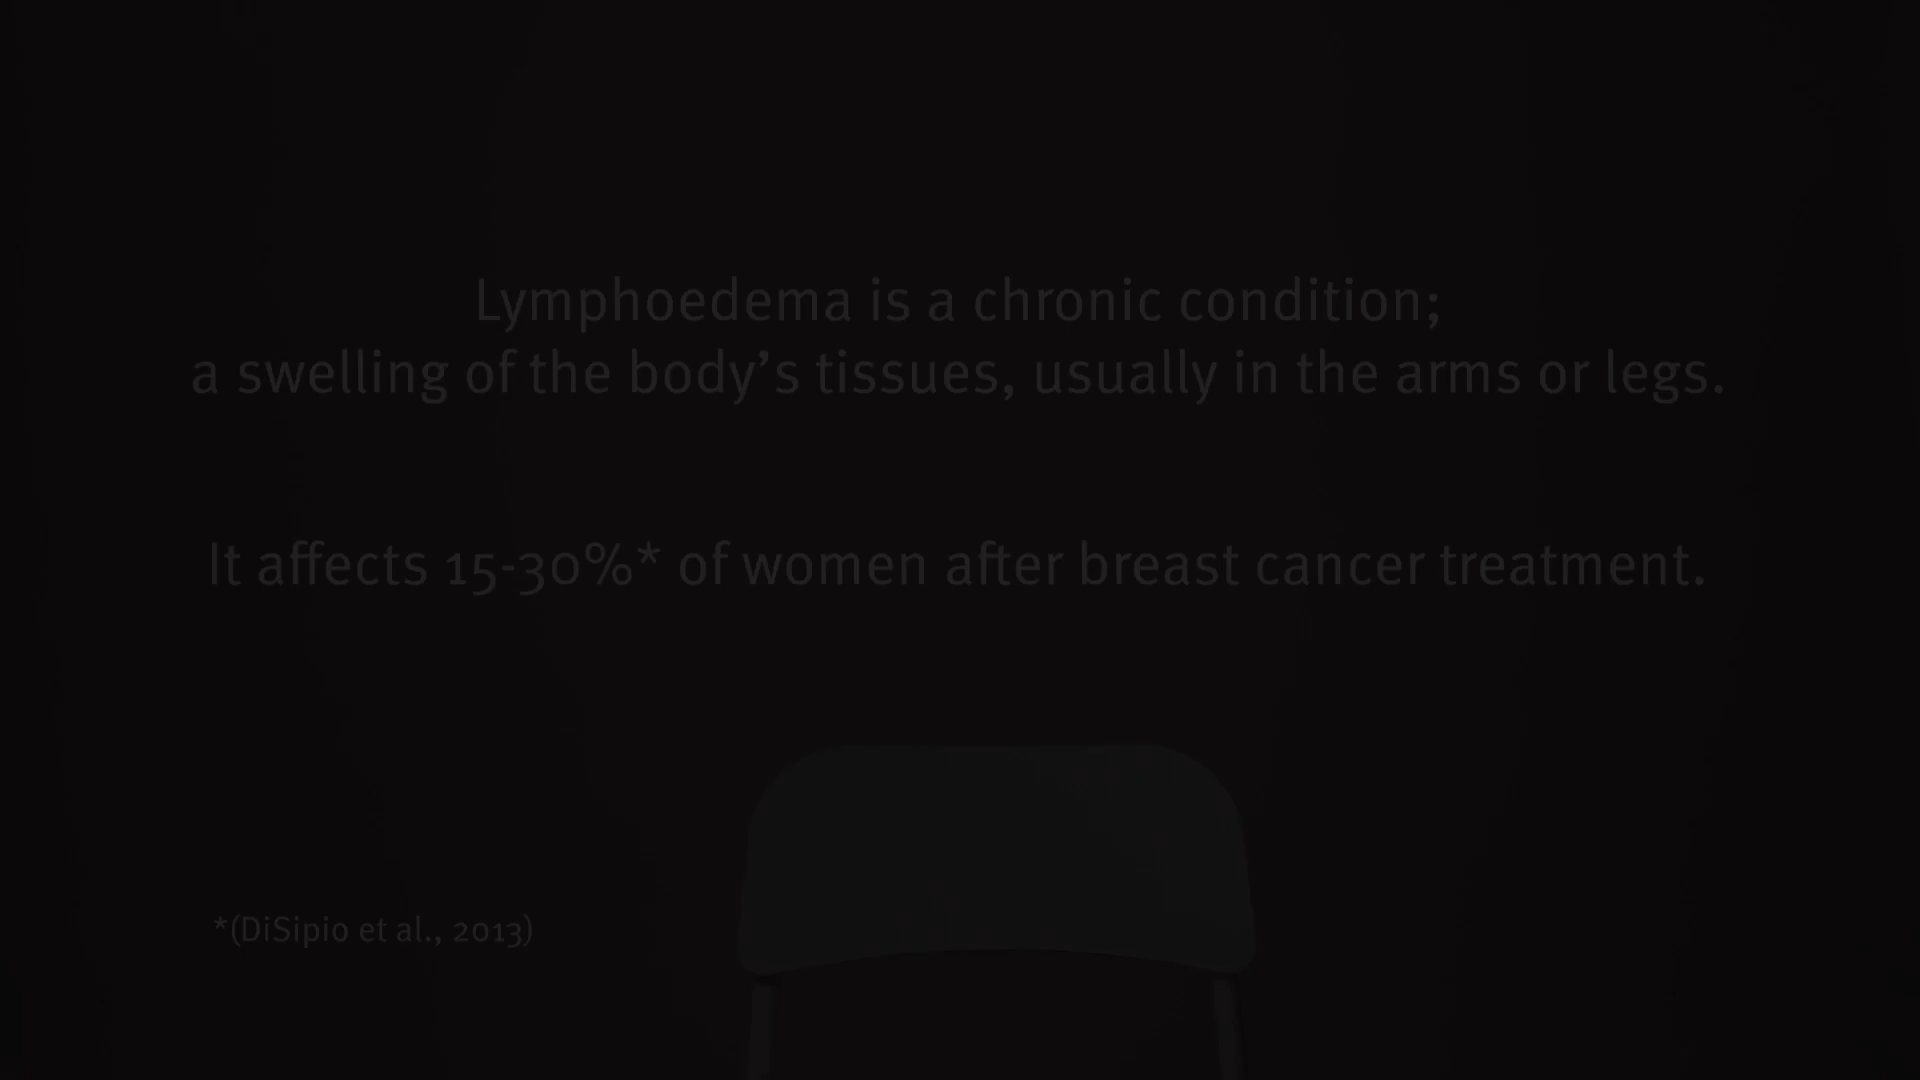 Lymphoedema is a chronic condition;
a swelling of the body’s tissues, usually in the arms or legs.
It affects 15-30%* of women after breast cancer treatment.
*(DiSipio et al., 2013)